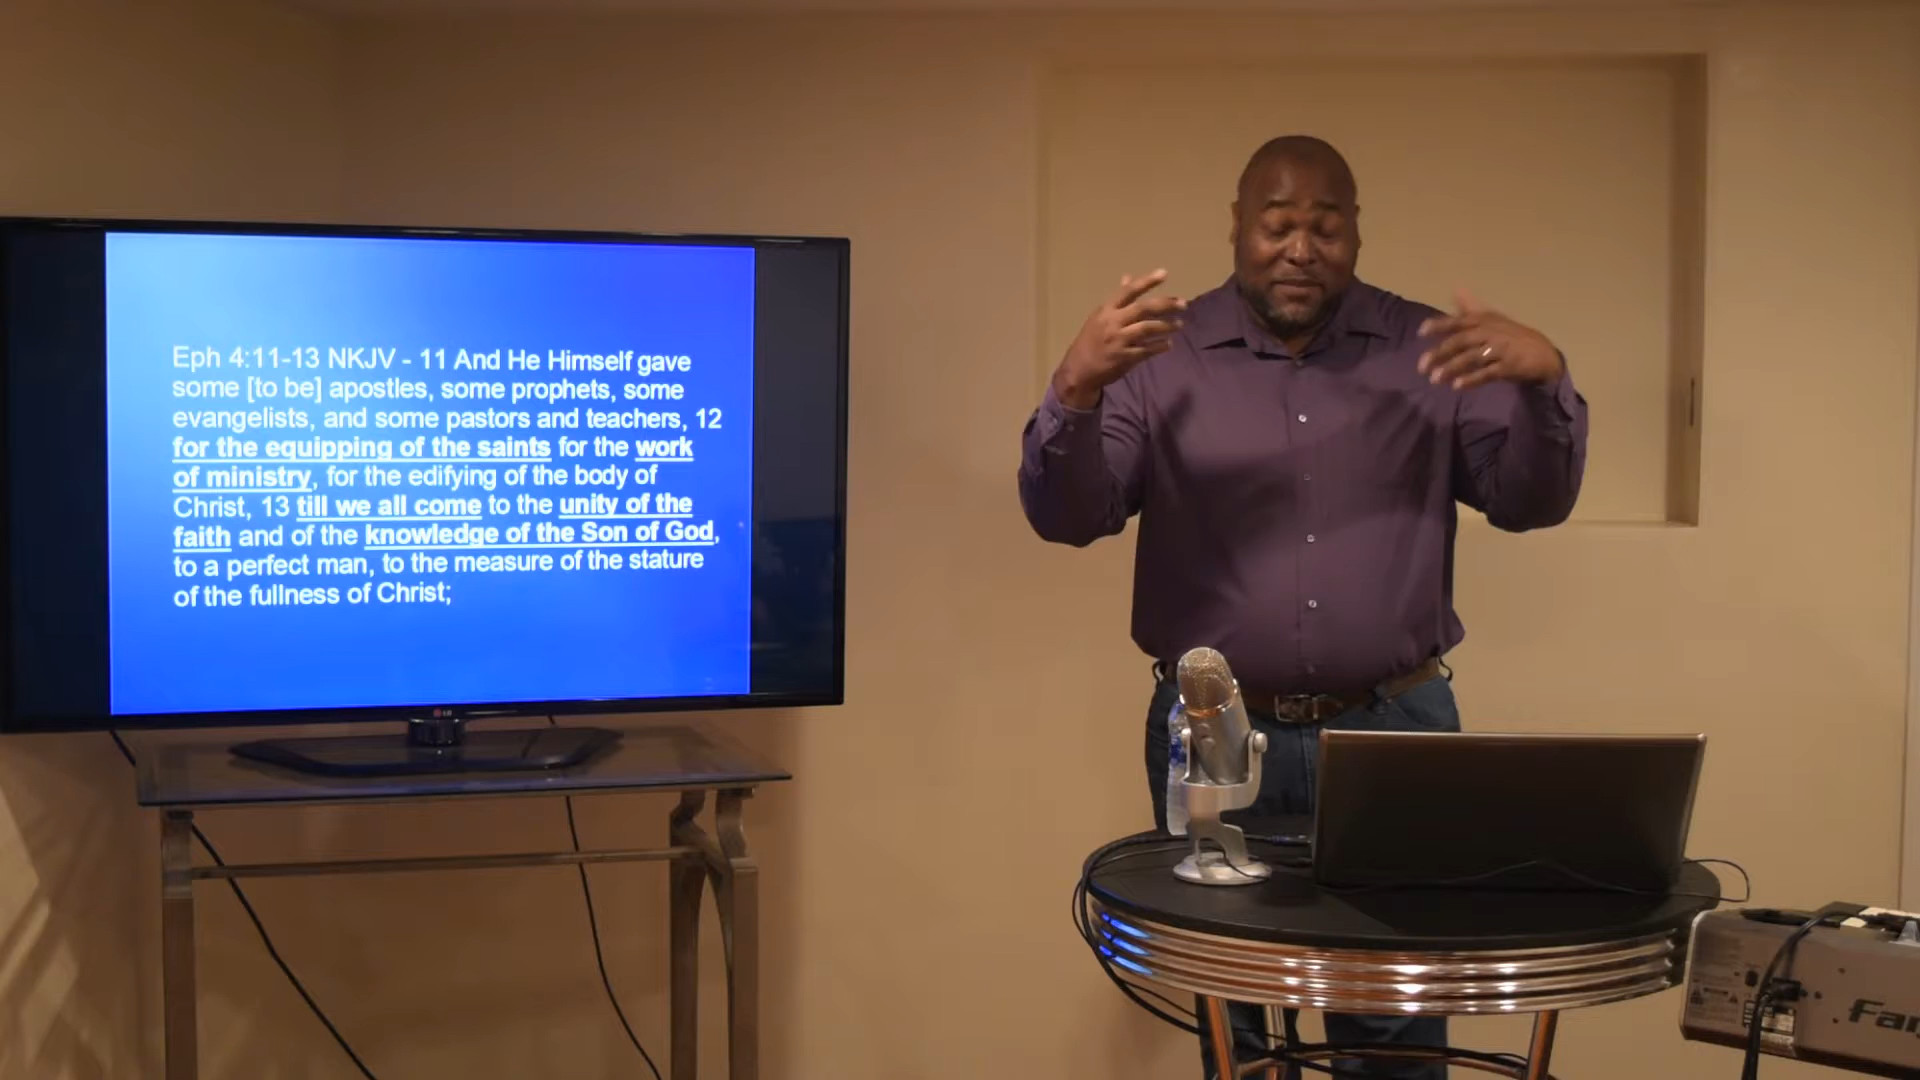 Eph 4:11-13 NKJV - 11 And He Himself gave
some [to be] apostles, some prophets, some
evangelists, and some pastors and teachers, 12
for the equipping of the saints for the work
of ministry, for the edifying of the body of
Christ, 13 till we all come to the unity of the
faith and of the knowledge of the Son of God,
to a perfect man, to the measure of the stature
of the fullness of Christ;
LG